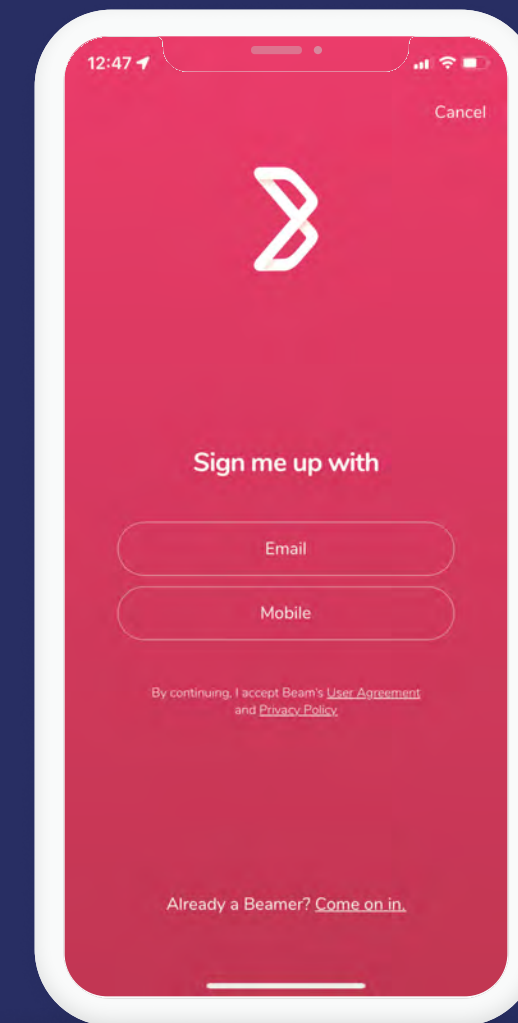 12:47
Cancel
Sign me up with
Email
Mobile
By continuing, I accept Beam's User Agreement
and Privacy Policy
Already a Beamer? Come on in.